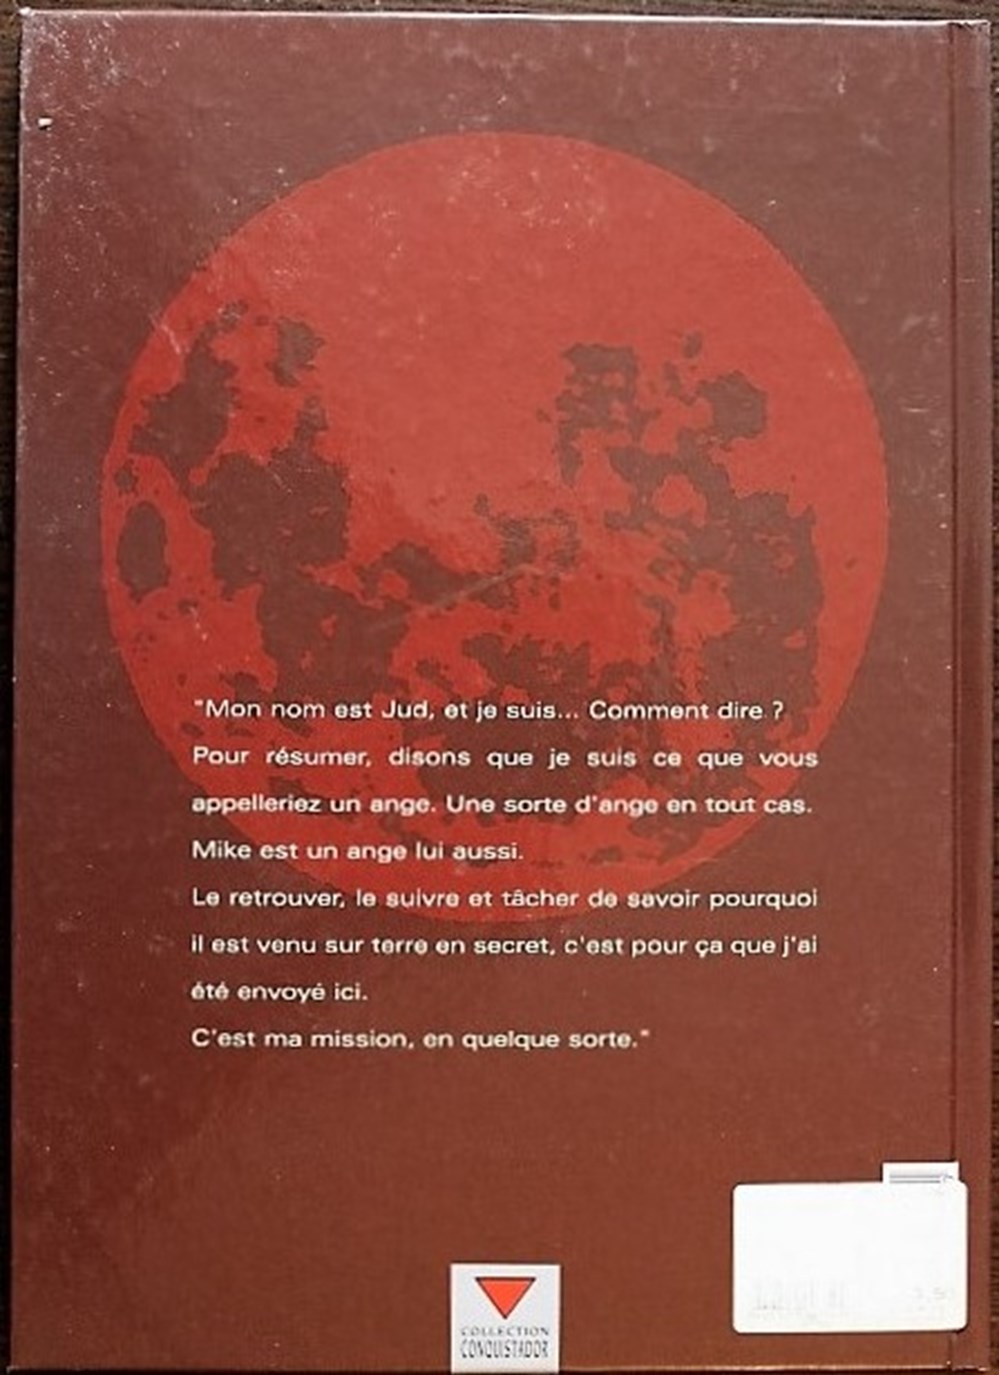 "Mon nom est Jud, et je suis... Comment dire ?
Pour résumer, disons que je suis ce que vous
appelleriez un ange. Une sorte d'ange en tout cas.
Mike est un ange lui aussi.
Le retrouver, le suivre et tâcher de savoir pourquoi
il est venu sur terre en secret, c'est pour ça que j'ai
été envoyé ici.
C'est ma mission, en quelque sorte."
COLLECTION
CONQUISTADOR